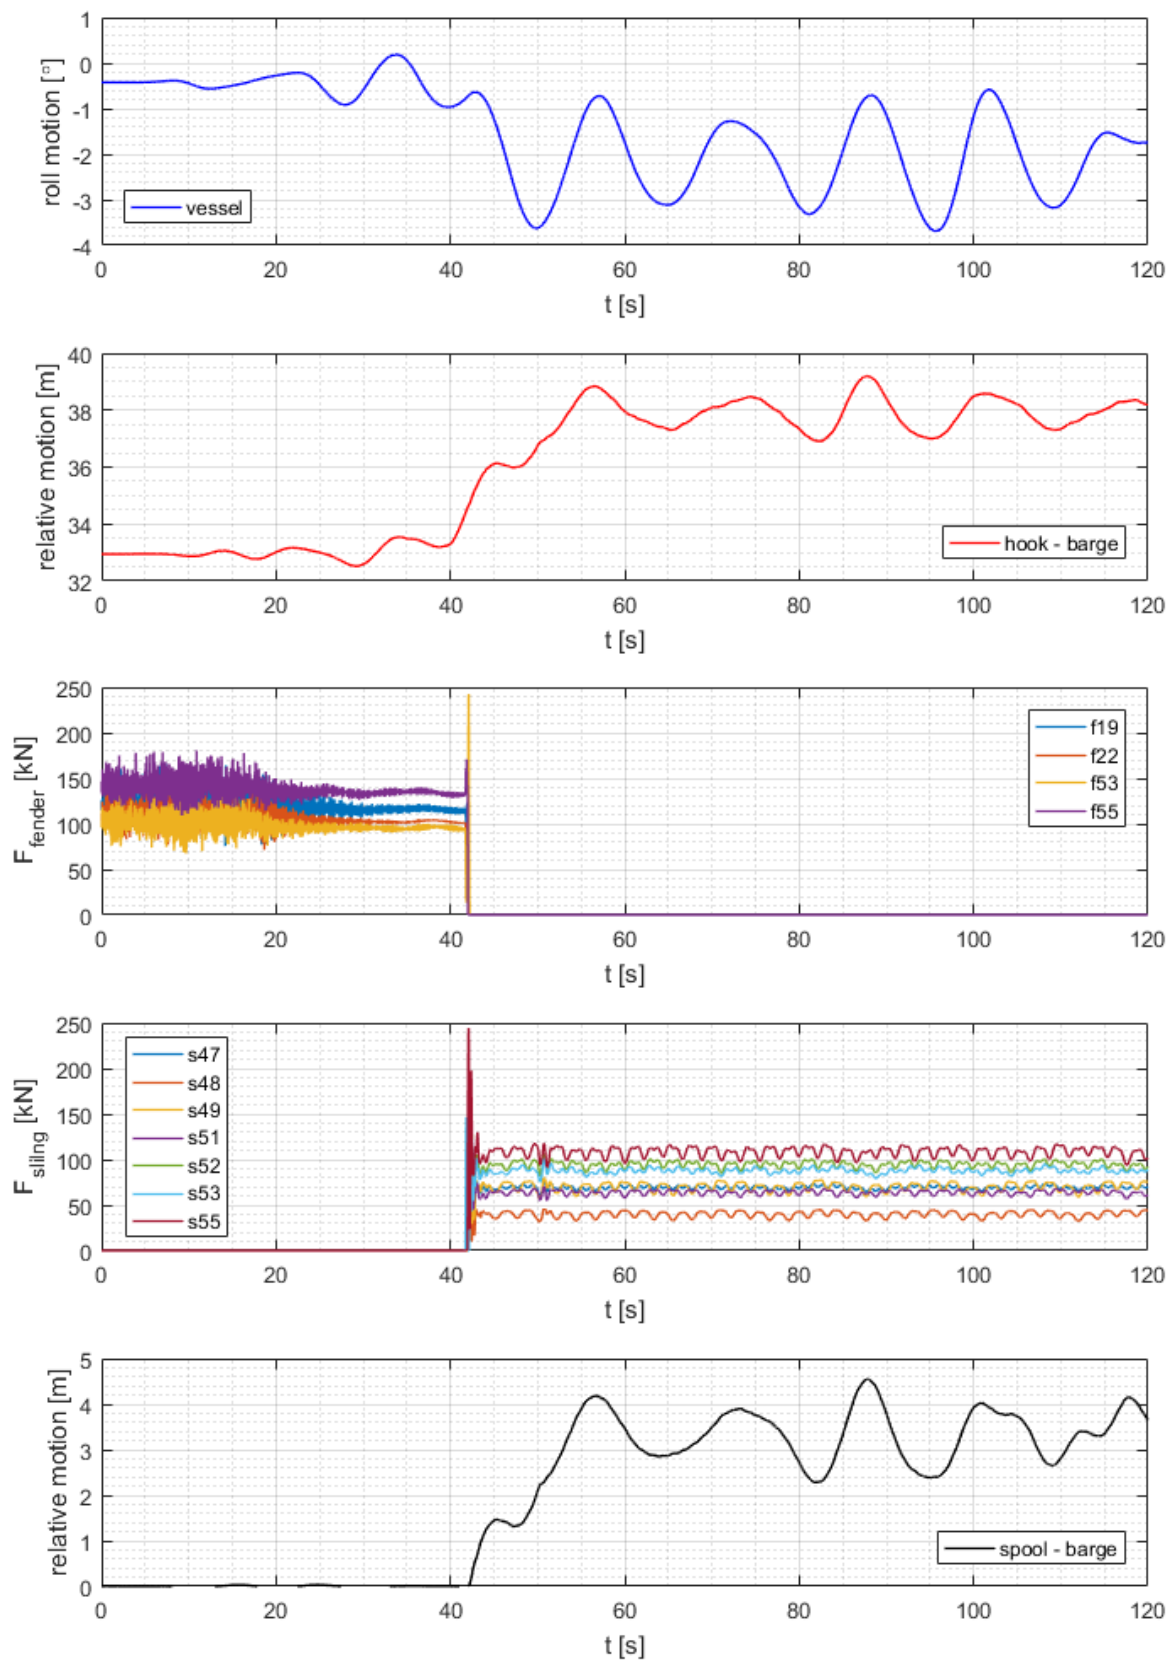 1
0
-1
-2
-3
-4
roll motion [°]
vessel
0 20 40 60 80 100 120
t [s]
40
38
36
34
32
relative motion [m]
hook - barge
0 20 40 60 80 100 120
t [s]
250
200
150
100
50
0
F_fender [kN]
f19
f22
f53
f55
0 20 40 60 80 100 120
t [s]
250
200
150
100
50
0
F_slilng [kN]
s47
s48
s49
s51
s52
s53
s55
0 20 40 60 80 100 120
t [s]
5
4
3
2
1
0
relative motion [m]
spool - barge
0 20 40 60 80 100 120
t [s]